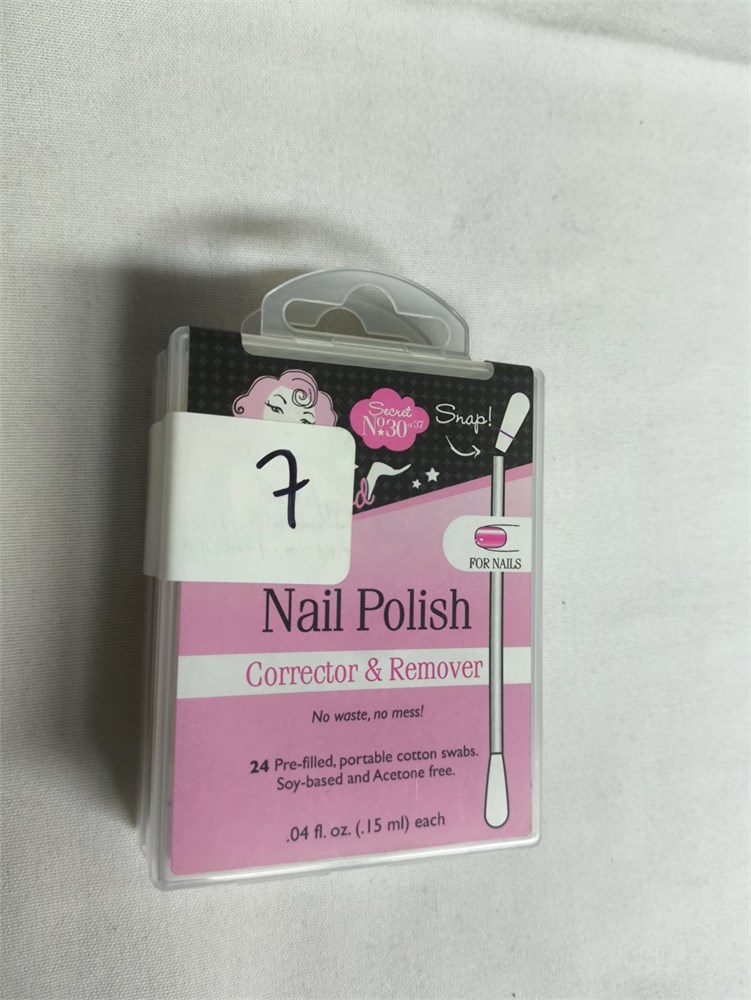 Secret
No.30 of 37
Snap!
7
d
FOR NAILS
Nail Polish
Corrector & Remover
No waste, no mess!
24 Pre-filled, portable cotton swabs.
Soy-based and Acetone free.
.04 fl. oz. (.15 ml) each